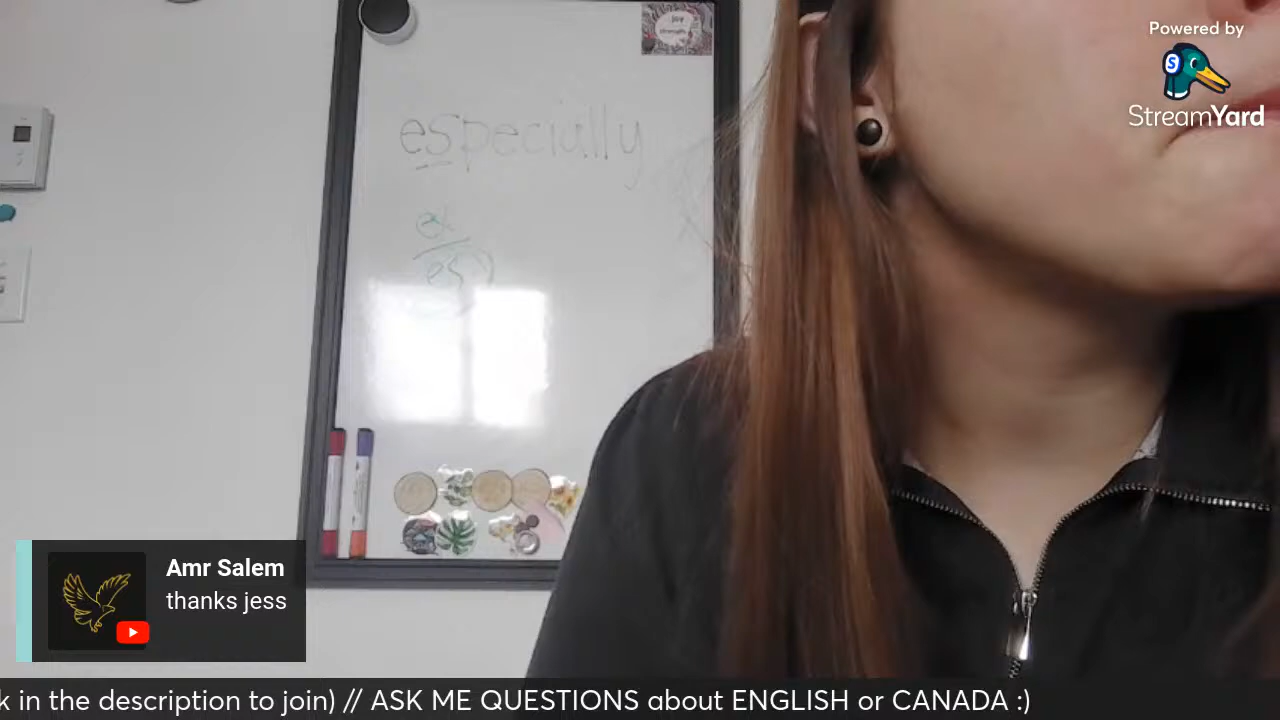 Powered by
StreamYard
especially
ex
es
Amr Salem
thanks jess
k in the description to join) // ASK ME QUESTIONS about ENGLISH or CANADA :)